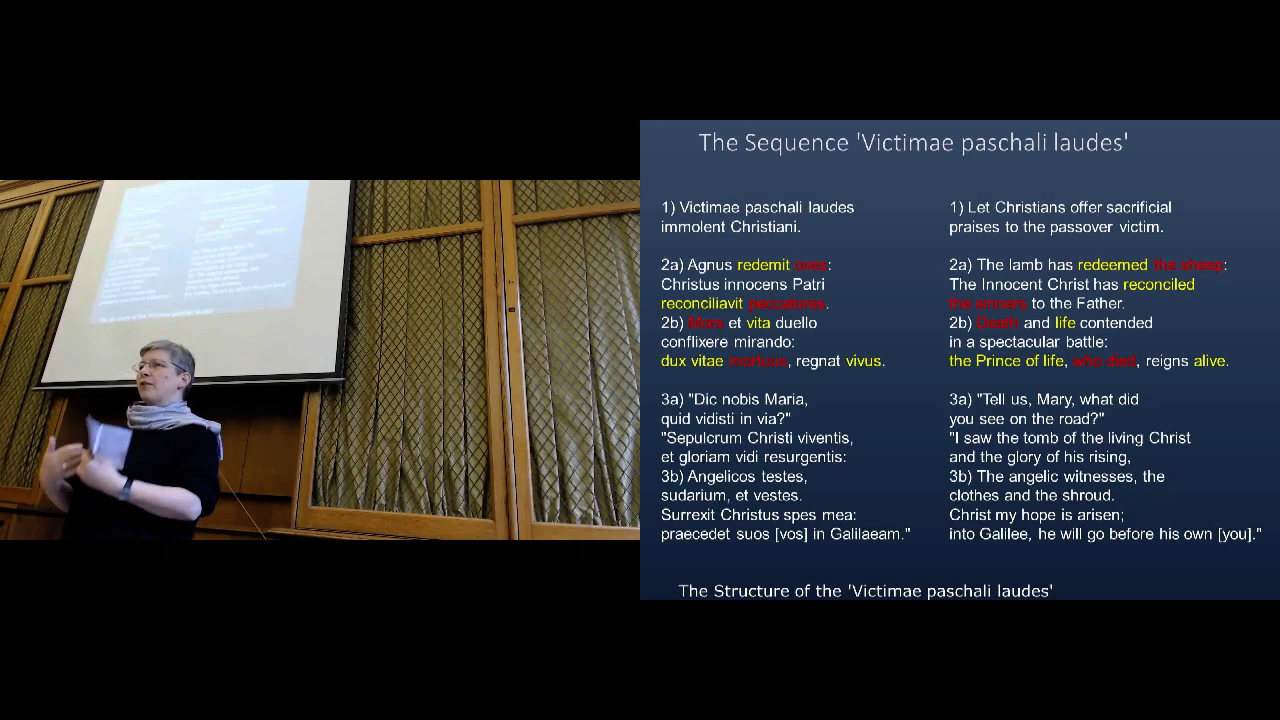 The Sequence 'Victimae paschali laudes'
1) Victimae paschali laudes
immolent Christiani.
2a) Agnus redemit oves:
Christus innocens Patri
reconciliavit peccatores.
2b) Mors et vita duello
conflixere mirando:
dux vitae mortuus, regnat vivus.
3a) "Dic nobis Maria,
quid vidisti in via?"
"Sepulcrum Christi viventis,
et gloriam vidi resurgentis:
3b) Angelicos testes,
sudarium, et vestes.
Surrexit Christus spes mea:
praecedet suos [vos] in Galilaeam."
1) Let Christians offer sacrificial
praises to the passover victim.
2a) The lamb has redeemed the sheep:
The Innocent Christ has reconciled
the sinners to the Father.
2b) Death and life contended
in a spectacular battle:
the Prince of life, who died, reigns alive.
3a) "Tell us, Mary, what did
you see on the road?"
"I saw the tomb of the living Christ
and the glory of his rising,
3b) The angelic witnesses, the
clothes and the shroud.
Christ my hope is arisen;
into Galilee, he will go before his own [you]."
The Structure of the 'Victimae paschali laudes'